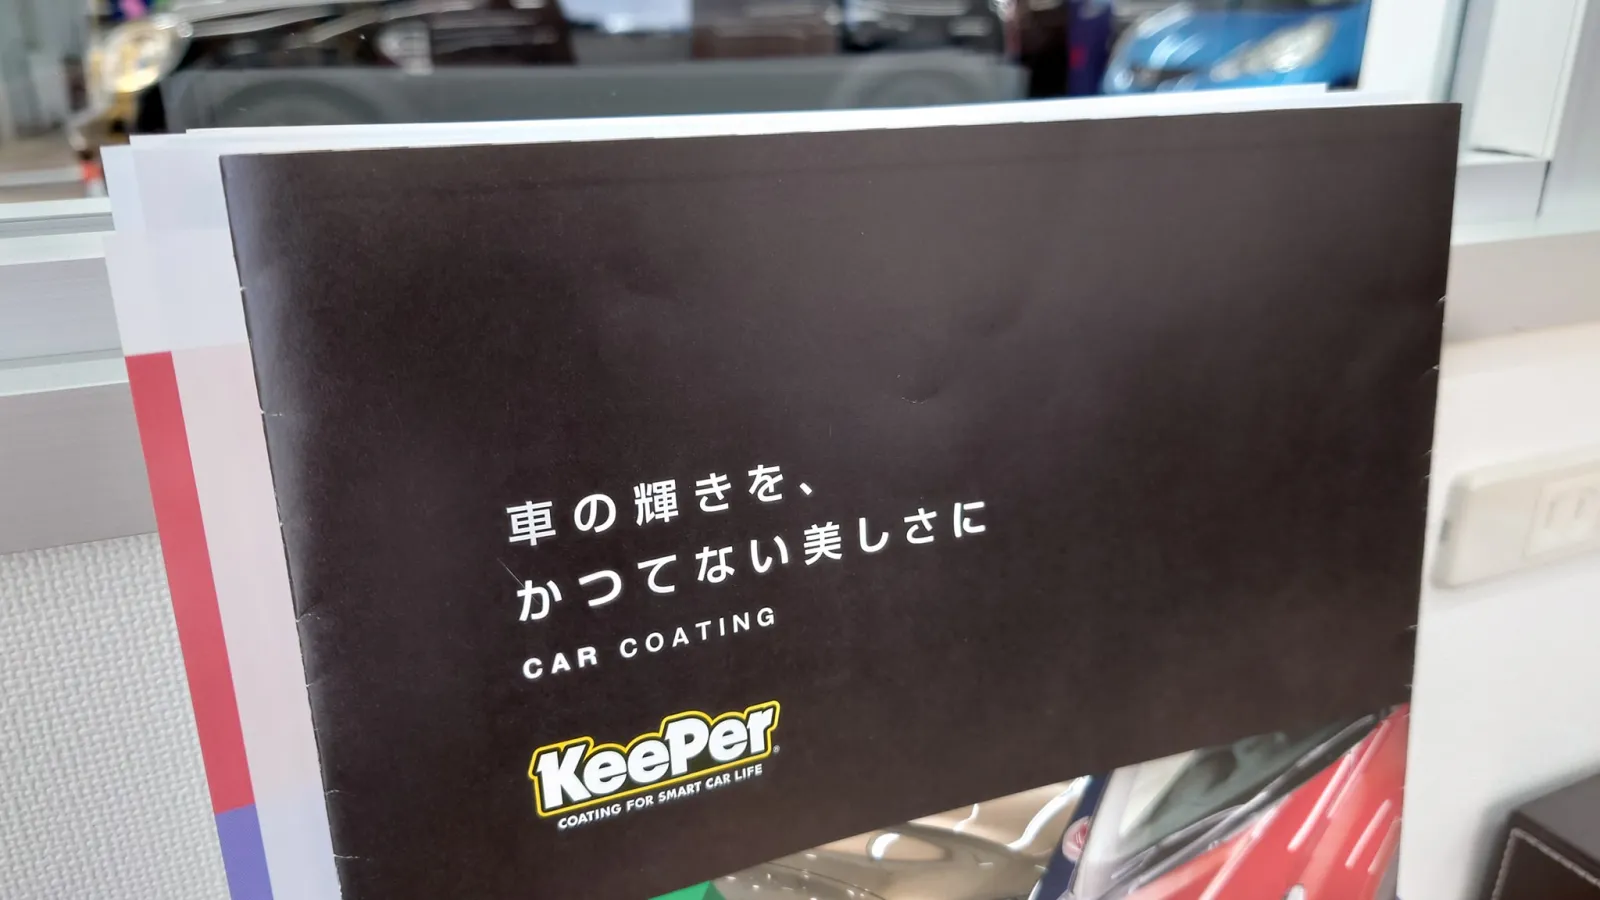 車の輝きを、
かつてない美しさに
CAR COATING
KeePer®
COATING FOR SMART CAR LIFE